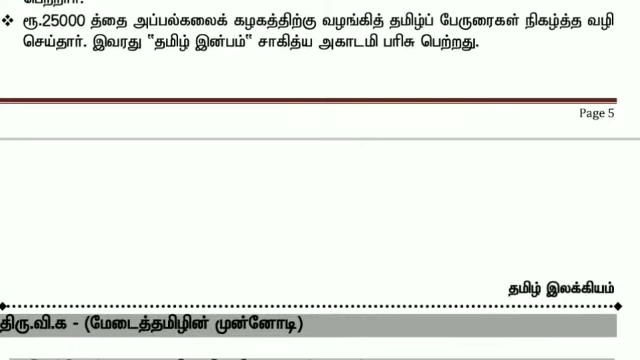 ❖ ரூ.25000 த்தை அப்பல்கலைக் கழகத்திற்கு வழங்கித் தமிழ்ப் பேருரைகள் நிகழ்த்த வழி
செய்தார். இவரது "தமிழ் இன்பம்" சாகித்ய அகாடமி பரிசு பெற்றது.
Page 5
தமிழ் இலக்கியம்
திரு.வி.க - (மேடைத்தமிழின் முன்னோடி)